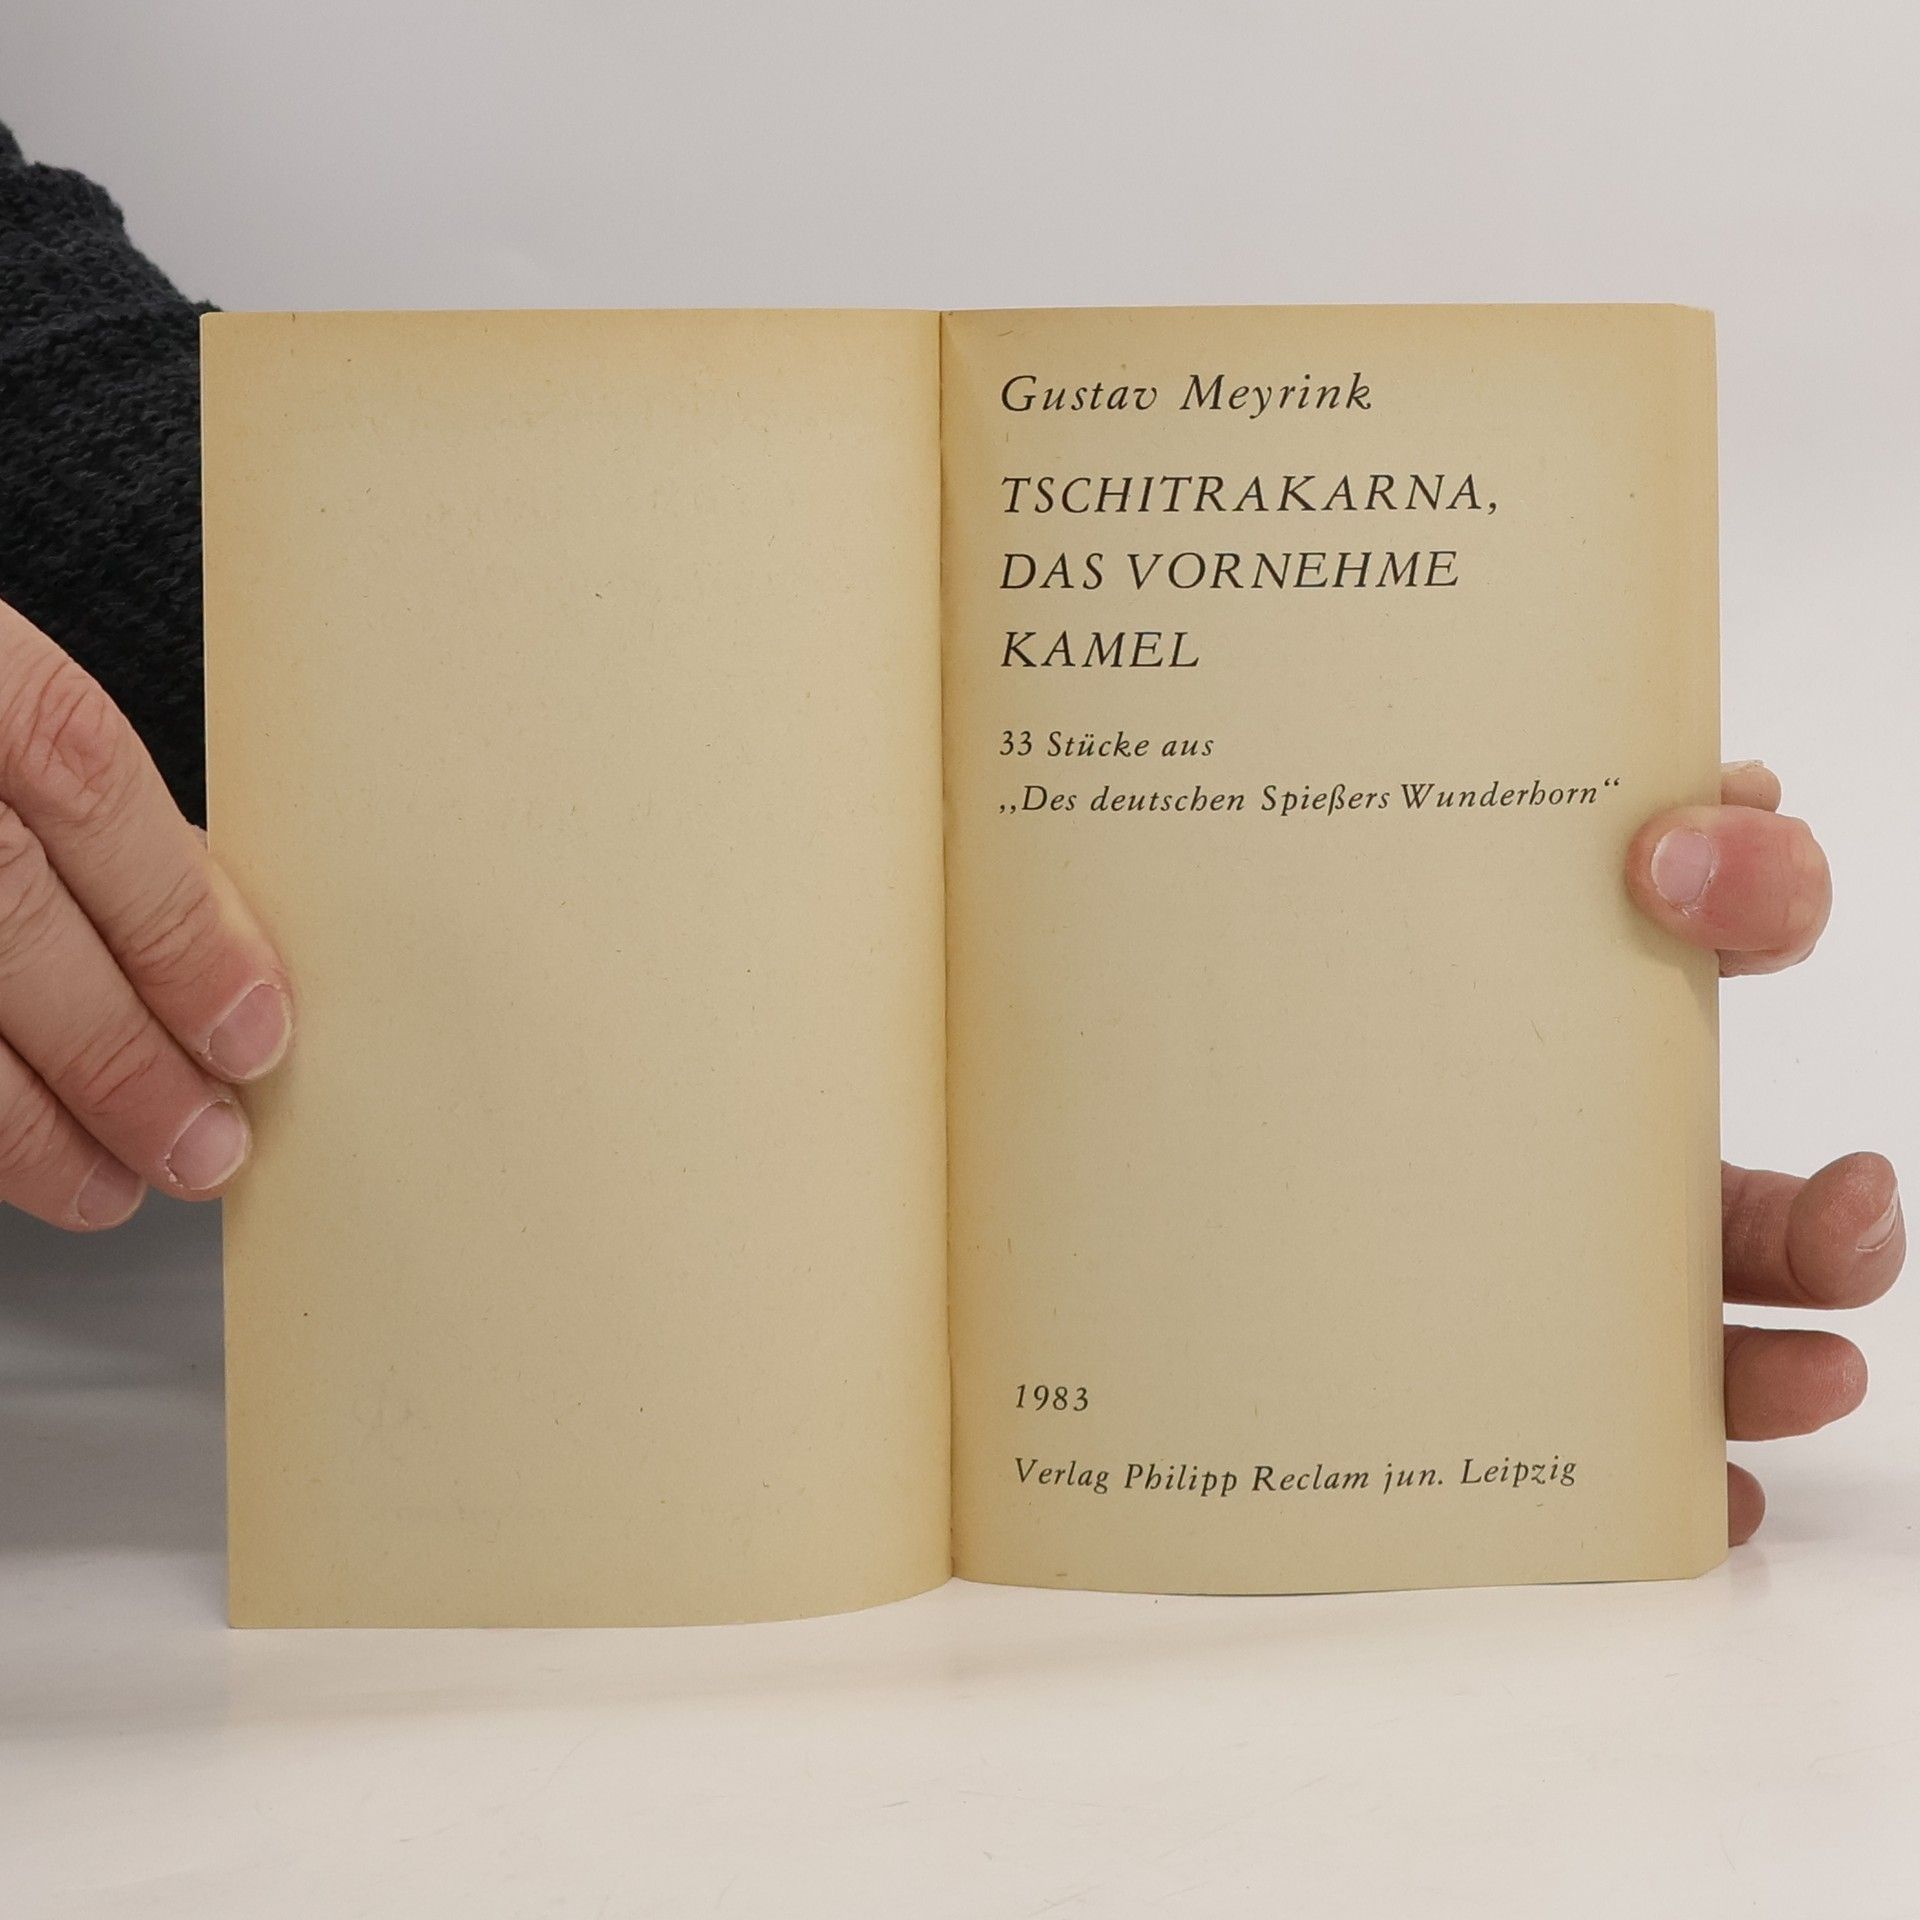 Gustav Meyrink
TSCHITRAKARNA,
DAS VORNEHME
KAMEL
33 Stücke aus
„Des deutschen Spießers Wunderhorn“
1983
Verlag Philipp Reclam jun. Leipzig